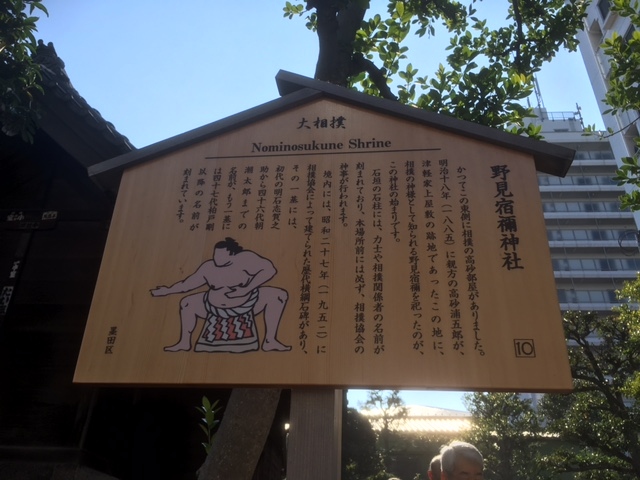 大相撲
Nominosukune Shrine
野見宿禰神社
かつてこの東側に相撲の高砂部屋がありました。
明治十八年（一八八五）に親方の高砂浦五郎が、
津軽家上屋敷の跡地であったこの地に、
相撲の神様として知られる野見宿禰を祀ったのが、
この神社の始まりです。
石垣の石柱には、力士や相撲関係者の名前が
刻まれており、本場所前には必ず、相撲協会の
神事が行われます。
境内には、昭和二十七年（一九五二）に
相撲協会によって建てられた歴代横綱石碑があり、
その一基には、
初代の明石志賀之
助から四十六代朝
潮太郎までの
名前が、もう一基に
は四十七代柏戸剛
以降の名前が
刻まれています。
墨田区
10